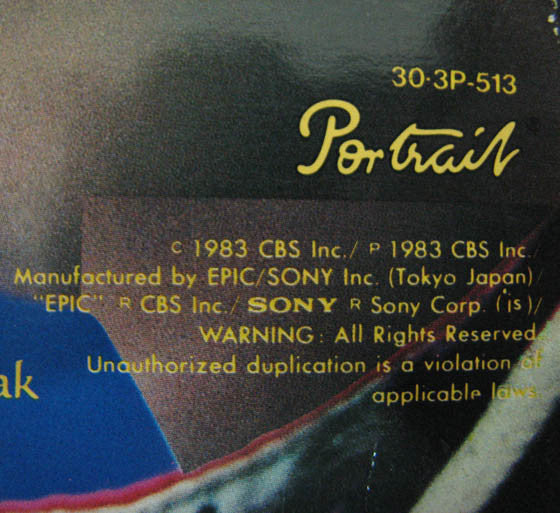 30·3P-513
Portrait
C 1983 CBS Inc./ P 1983 CBS Inc.
Manufactured by EPIC/SONY Inc. (Tokyo Japan)/
"EPIC" R CBS Inc./ SONY R Sony Corp. (is)/
WARNING: All Rights Reserved.
Unauthorized duplication is a violation of
ak
applicable laws.